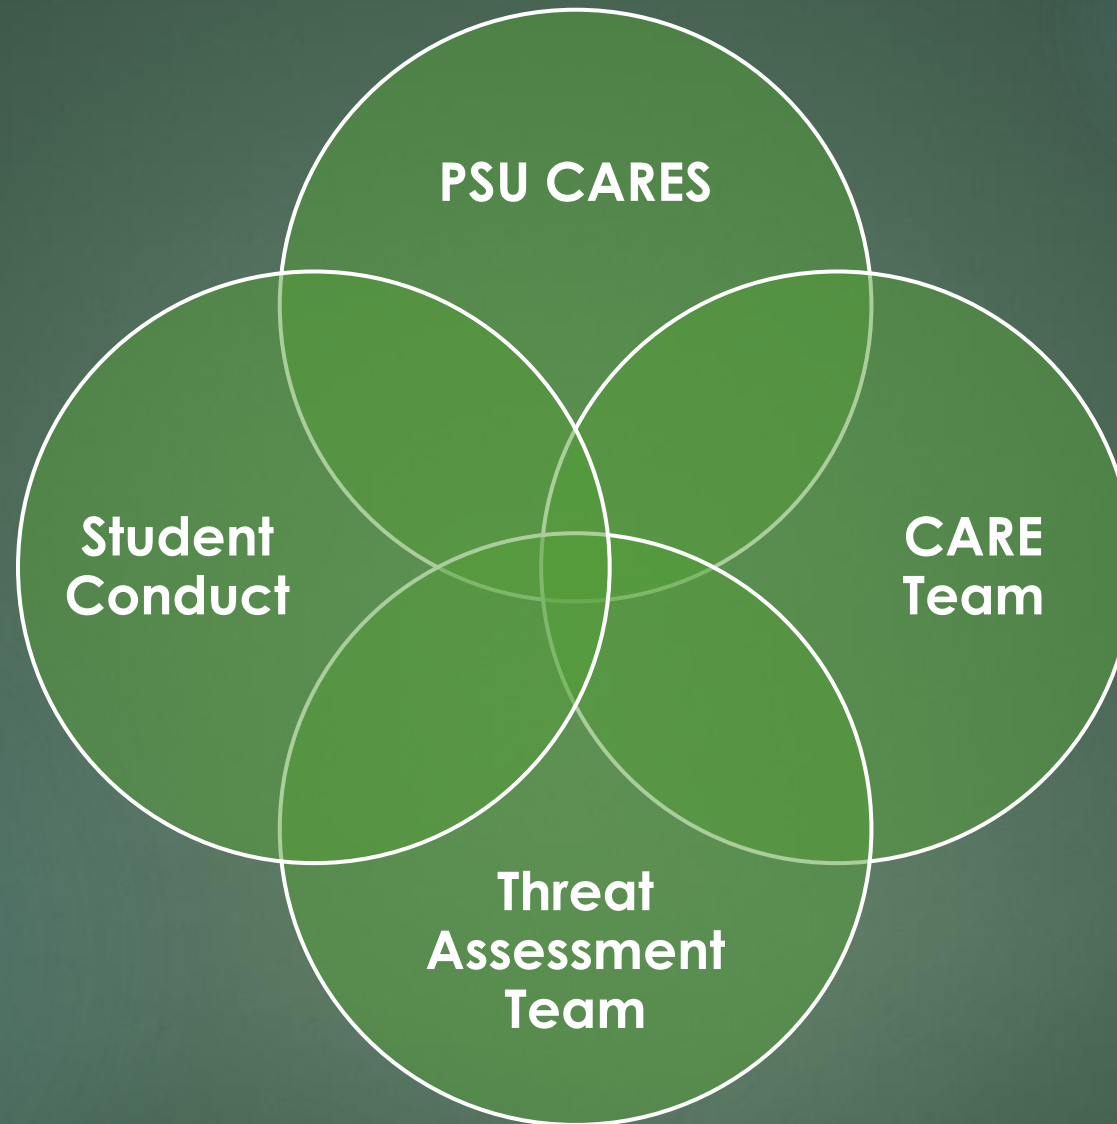 PSU CARES
Student
Conduct
CARE
Team
Threat
Assessment
Team